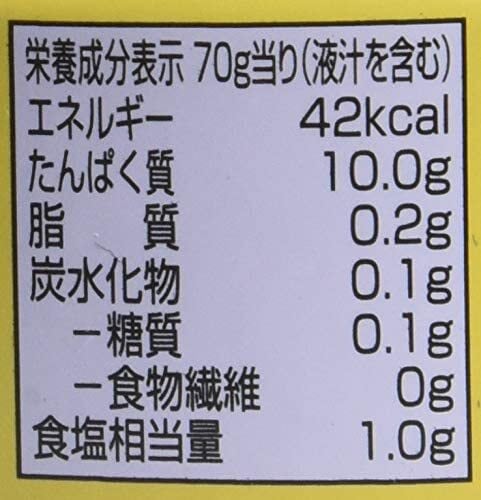 栄養成分表示 70g当り(液汁を含む)
エネルギー 42kcal
たんぱく質 10.0g
脂 質 0.2g
炭水化物 0.1g
−糖質 0.1g
−食物繊維 0g
食塩相当量 1.0g